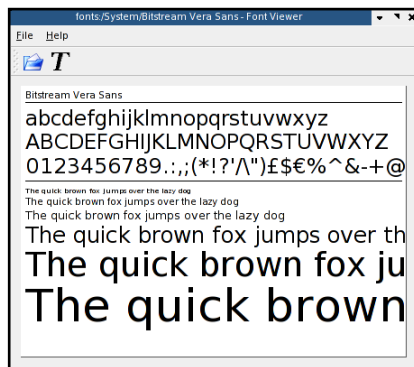 fonts:/System/Bitstream Vera Sans - Font Viewer
File Help
T
Bitstream Vera Sans
abcdefghijklmnopqrstuvwxyz
ABCDEFGHIJKLMNOPQRSTUVWXYZ
0123456789.:,;(*!?'/\")£$€%^&-+@
The quick brown fox jumps over the lazy dog
The quick brown fox jumps over the lazy dog
The quick brown fox jumps over the lazy dog
The quick brown fox jumps over th
The quick brown fox ju
The quick brown